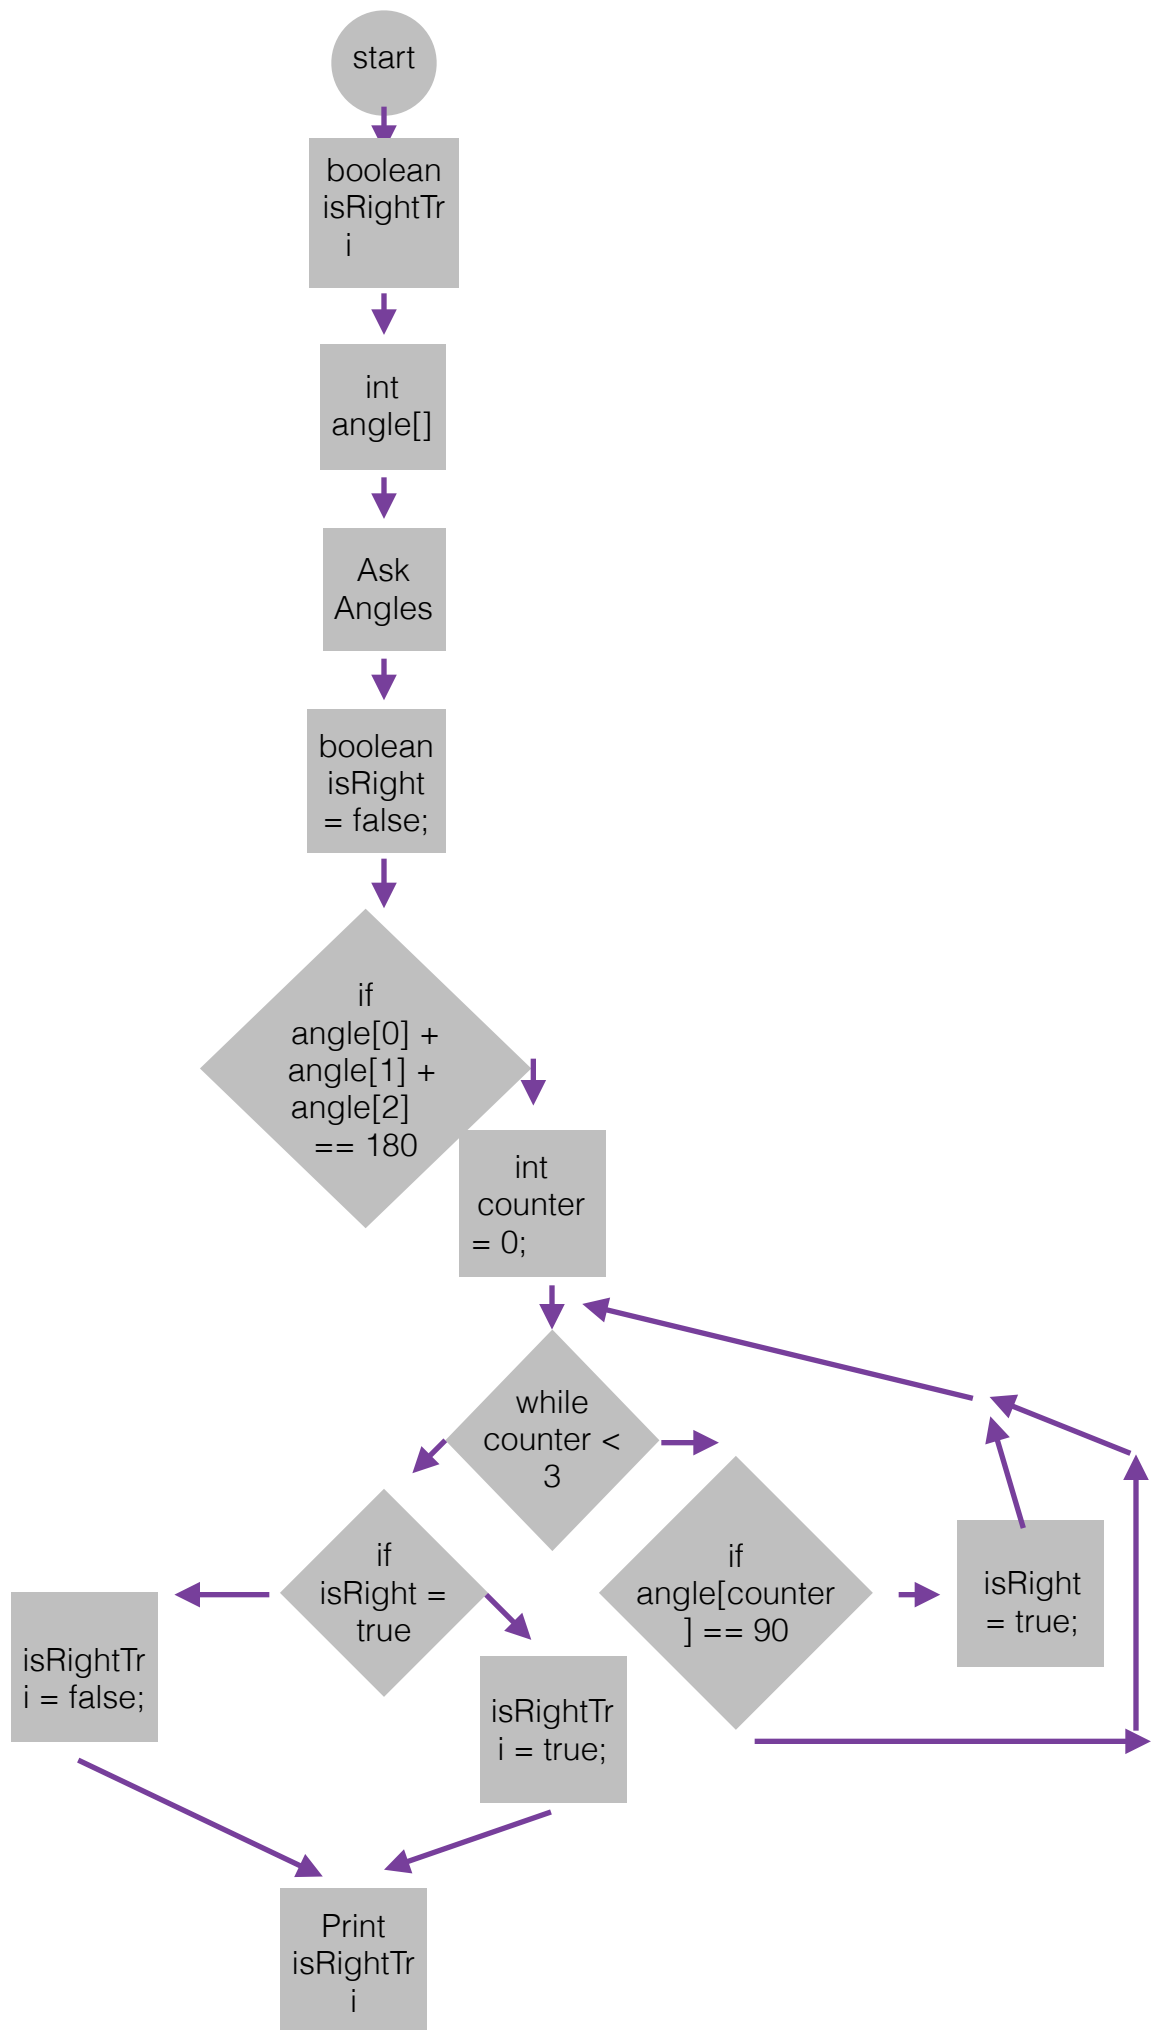 start
boolean
isRightTr
i
int
angle[]
Ask
Angles
boolean
isRight
= false;
if
angle[0] +
angle[1] +
angle[2]
== 180
int
counter
= 0;
while
counter <
3
if
isRight =
true
if
angle[counter
] == 90
isRight
= true;
isRightTr
i = false;
isRightTr
i = true;
Print
isRightTr
i